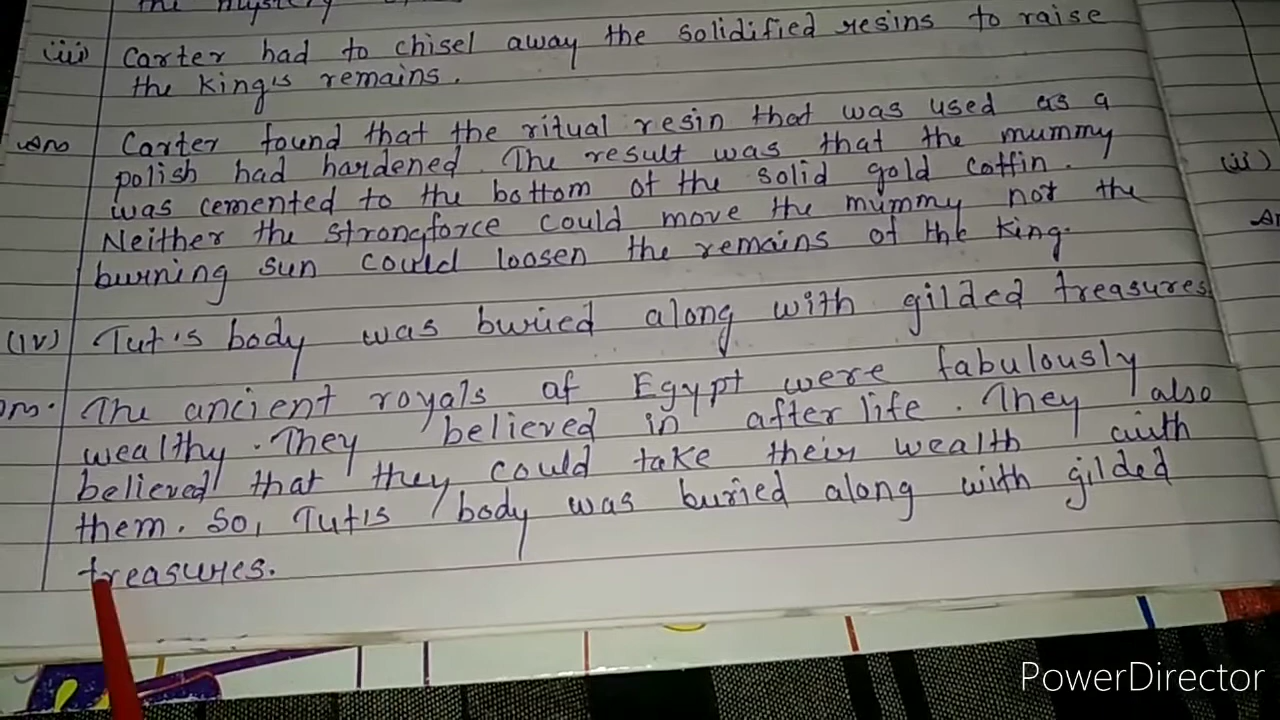 the mystery
(iii) Carter had to chisel away the solidified resins to raise
the King's remains.
Ans Carter found that the ritual resin that was used as a
polish had hardened. The result was that the mummy
was cemented to the bottom of the solid gold coffin.
Neither the strongforce could move the mummy not the
burning sun could loosen the remains of the King.
(iv) Tut's body was buried along with gilded treasures
Ans. The ancient royals of Egypt were fabulously
wealthy. They believed in after life. They also
believed that they could take their wealth with
them. So, Tut's body was buried along with gilded
treasures.
(ii)
PowerDirector